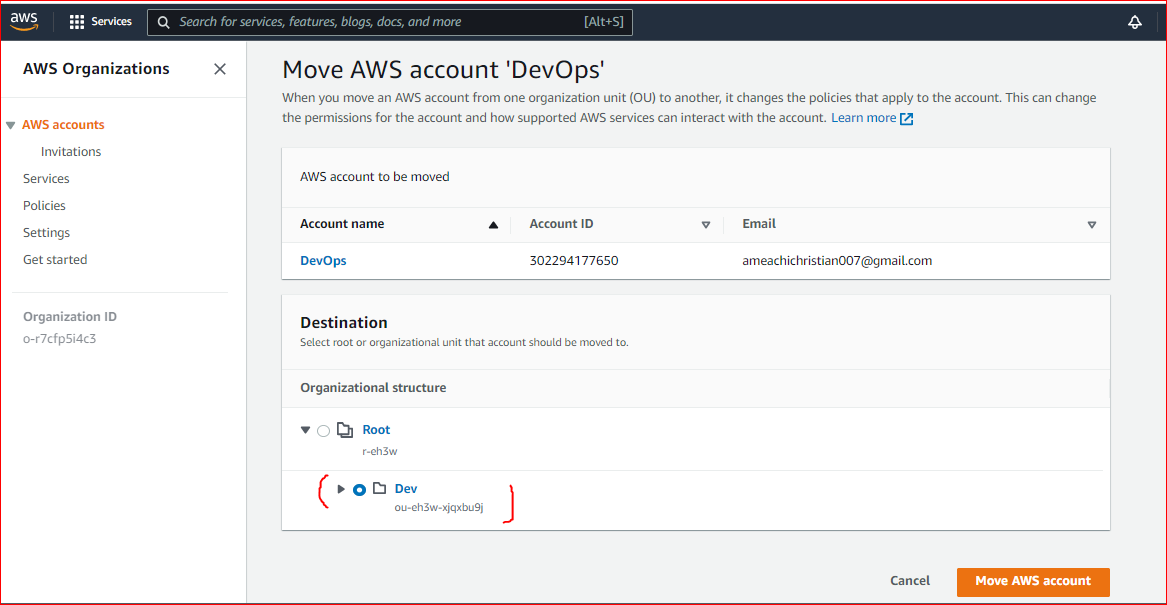 aws
Services
Search for services, features, blogs, docs, and more
[Alt+S]
AWS Organizations
AWS accounts
Invitations
Services
Policies
Settings
Get started
Organization ID
o-r7cfp5i4c3
Move AWS account 'DevOps'
When you move an AWS account from one organization unit (OU) to another, it changes the policies that apply to the account. This can change
the permissions for the account and how supported AWS services can interact with the account. Learn more
AWS account to be moved
Account name Account ID Email
DevOps 302294177650 ameachichristian007@gmail.com
Destination
Select root or organizational unit that account should be moved to.
Organizational structure
Root
r-eh3w
Dev
ou-eh3w-xjqxbu9j
Cancel Move AWS account